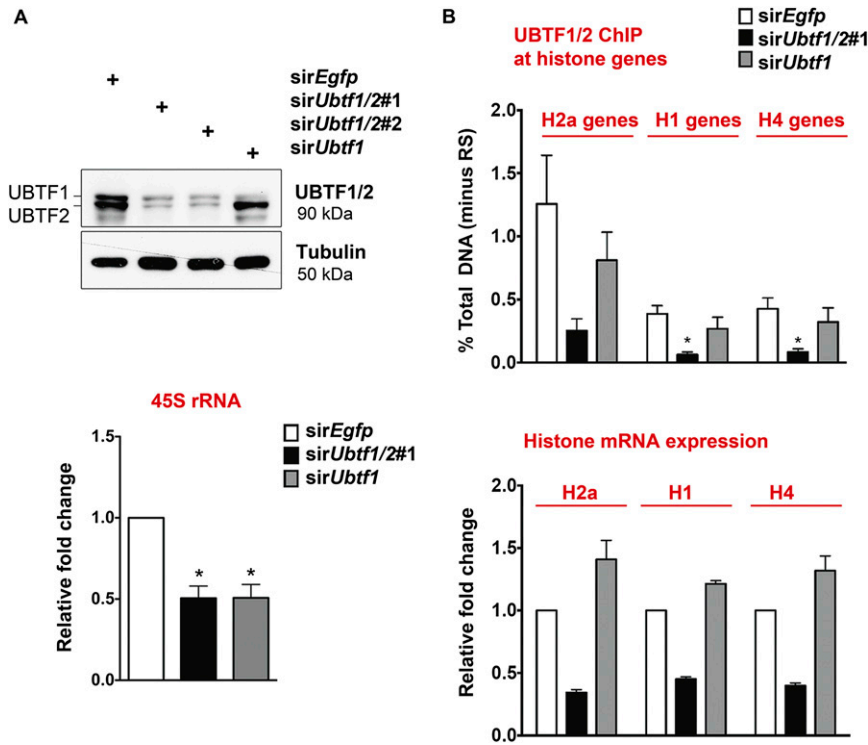 A
+
sirEgfp
+
sirUbtf1/2#1
+
sirUbtf1/2#2
+
sirUbtf1
UBTF1
UBTF2
UBTF1/2
90 kDa
Tubulin
50 kDa
45S rRNA
sirEgfp
sirUbtf1/2#1
sirUbtf1
Relative fold change
1.5
1.0
0.5
0.0
*
*
B
UBTF1/2 ChIP
at histone genes
sirEgfp
sirUbtf1/2#1
sirUbtf1
% Total DNA (minus RS)
2.0
1.5
1.0
0.5
0.0
H2a genes
H1 genes
H4 genes
*
*
Histone mRNA expression
Relative fold change
2.0
1.5
1.0
0.5
0.0
H2a
H1
H4